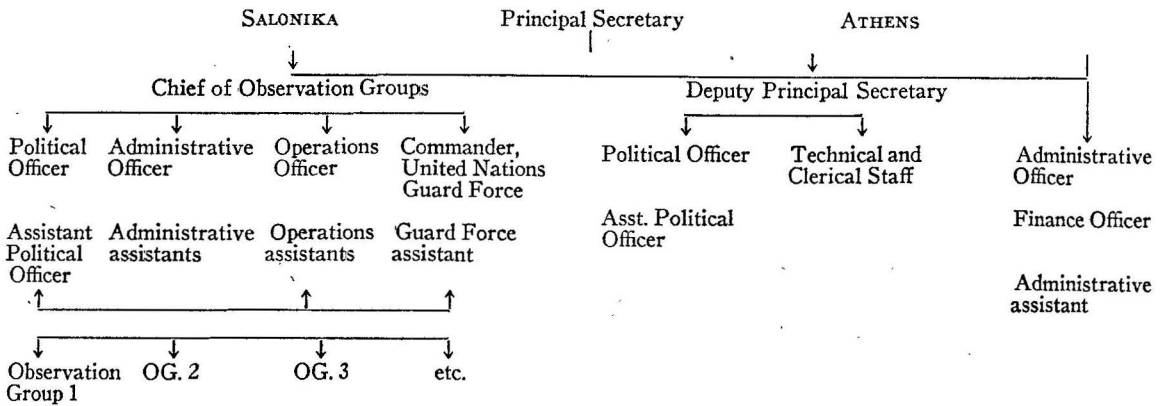 SALONIKA Principal Secretary ATHENS
Chief of Observation Groups Deputy Principal Secretary
Political Officer
Administrative Officer
Operations Officer
Commander, United Nations Guard Force
Political Officer
Technical and Clerical Staff
Administrative Officer
Assistant Political Officer
Administrative assistants
Operations assistants
Guard Force assistant
Asst. Political Officer
Finance Officer
Administrative assistant
Observation Group 1
OG. 2
OG. 3
etc.